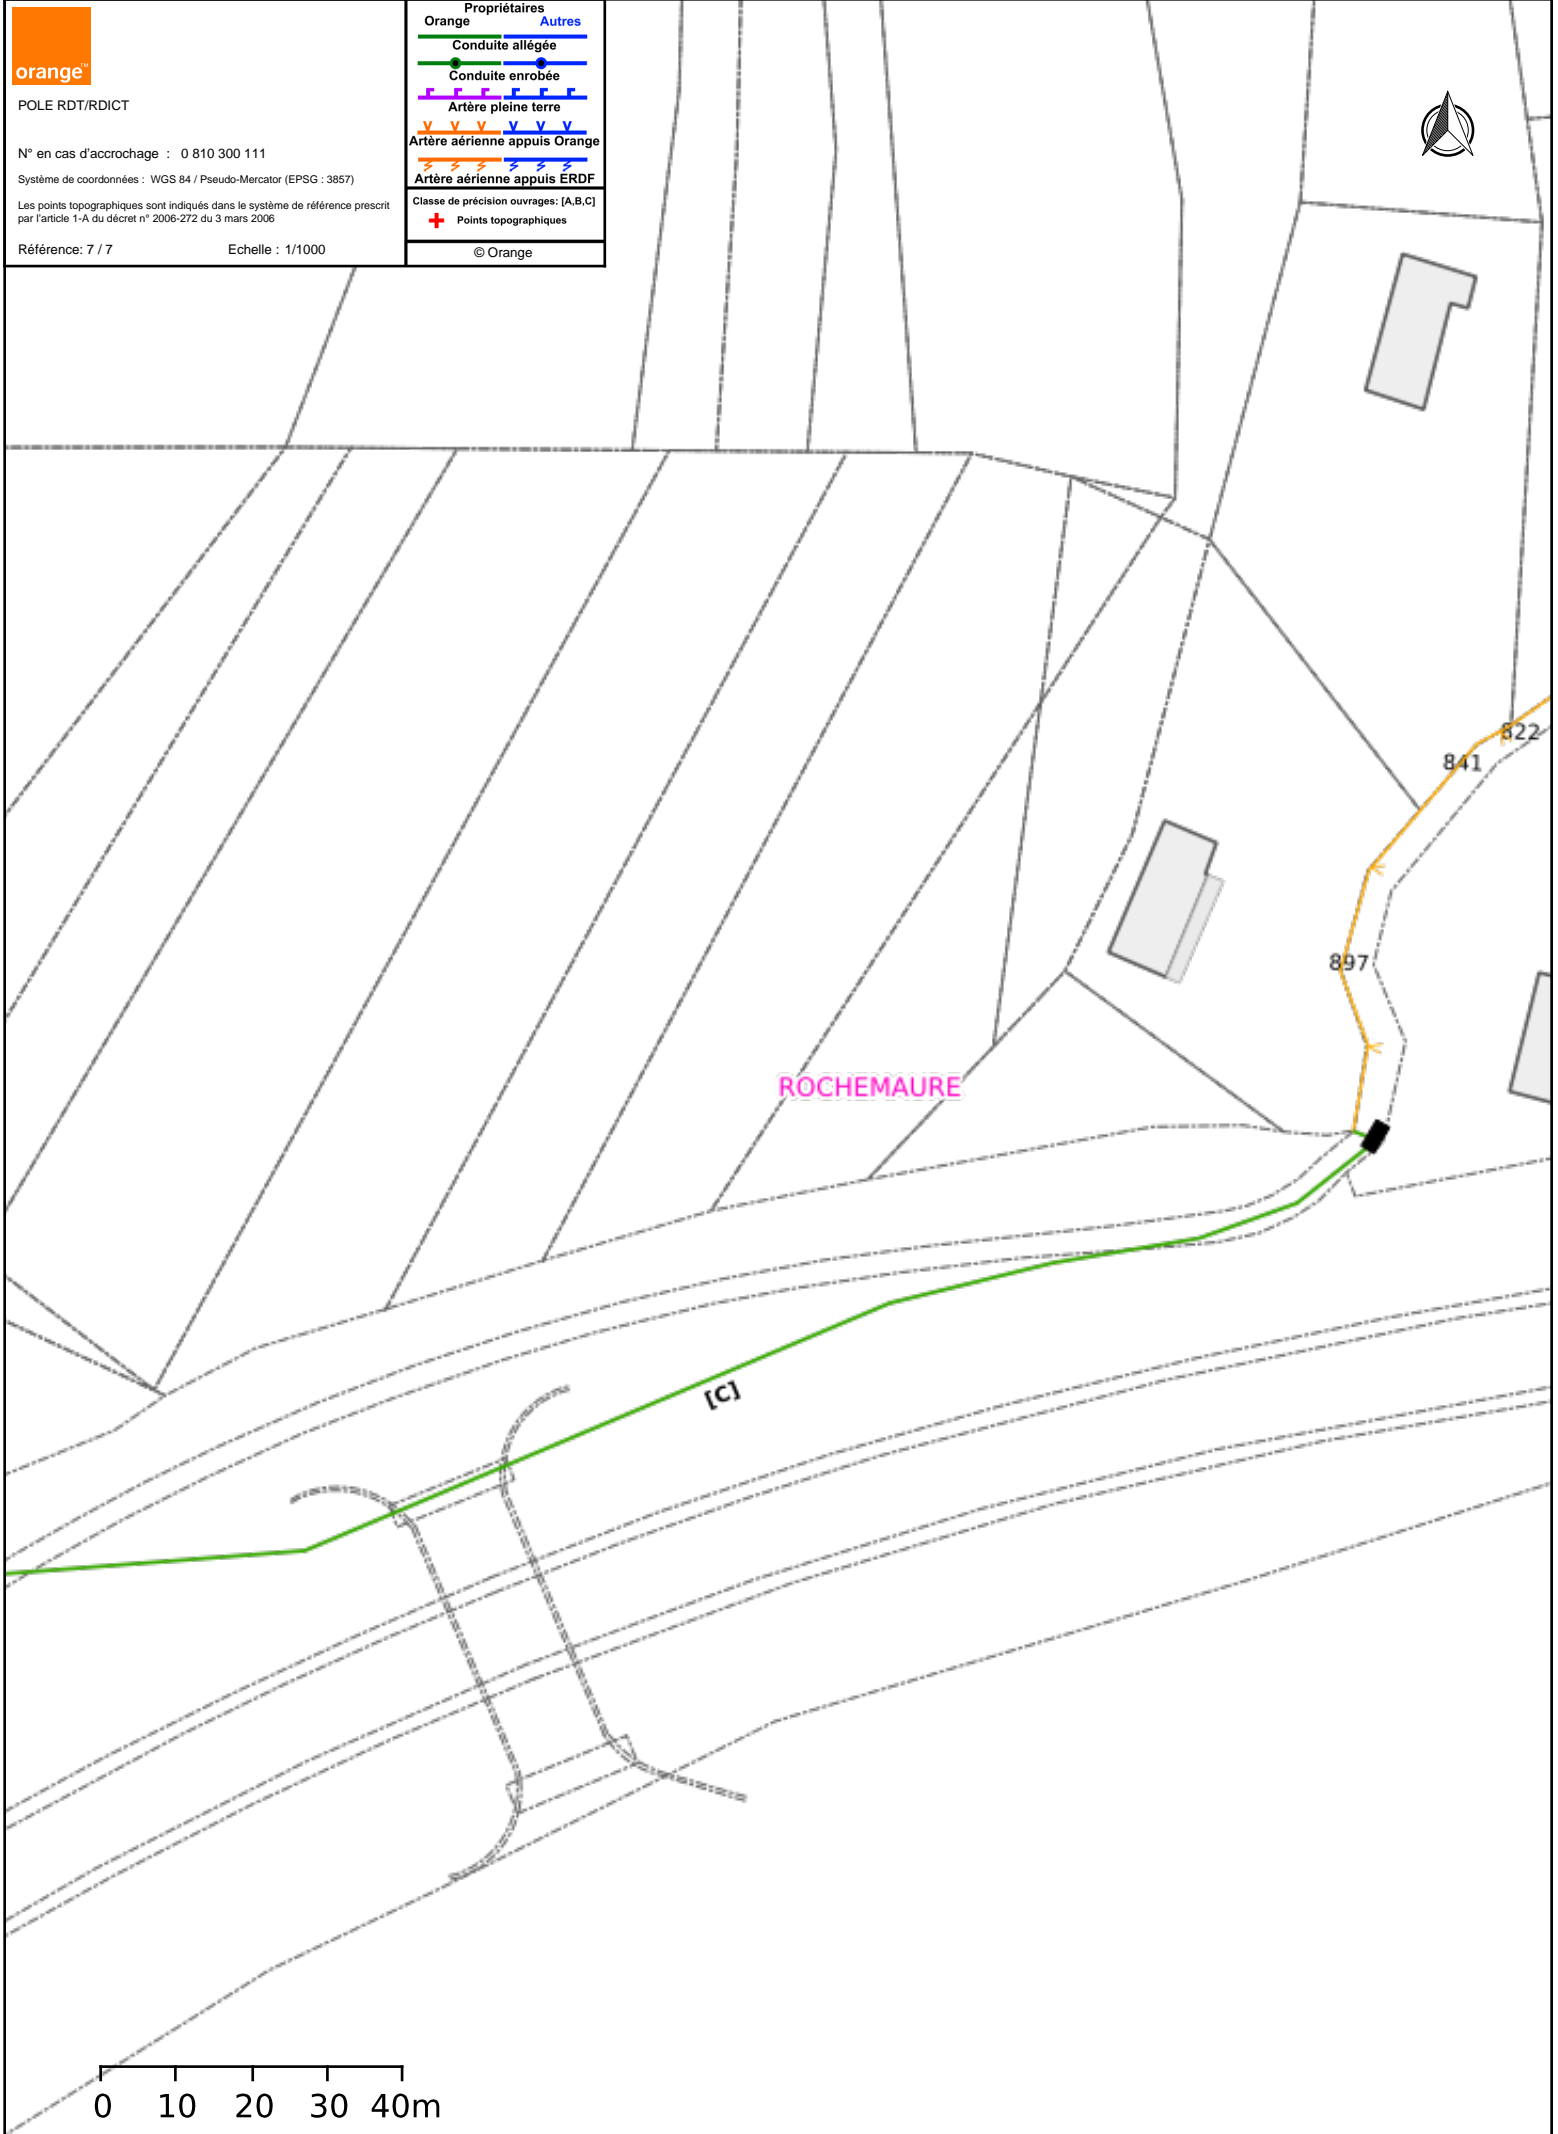 orange™
POLE RDT/RDICT
N° en cas d'accrochage : 0 810 300 111
Système de coordonnées : WGS 84 / Pseudo-Mercator (EPSG : 3857)
Les points topographiques sont indiqués dans le système de référence prescrit
par l'article 1-A du décret n° 2006-272 du 3 mars 2006
Référence: 7 / 7 Echelle : 1/1000
Propriétaires
Orange Autres
Conduite allégée
Conduite enrobée
Artère pleine terre
Artère aérienne appuis Orange
Artère aérienne appuis ERDF
Classe de précision ouvrages: [A,B,C]
Points topographiques
© Orange
822
841
897
ROCHEMAURE
[C]
0 10 20 30 40m